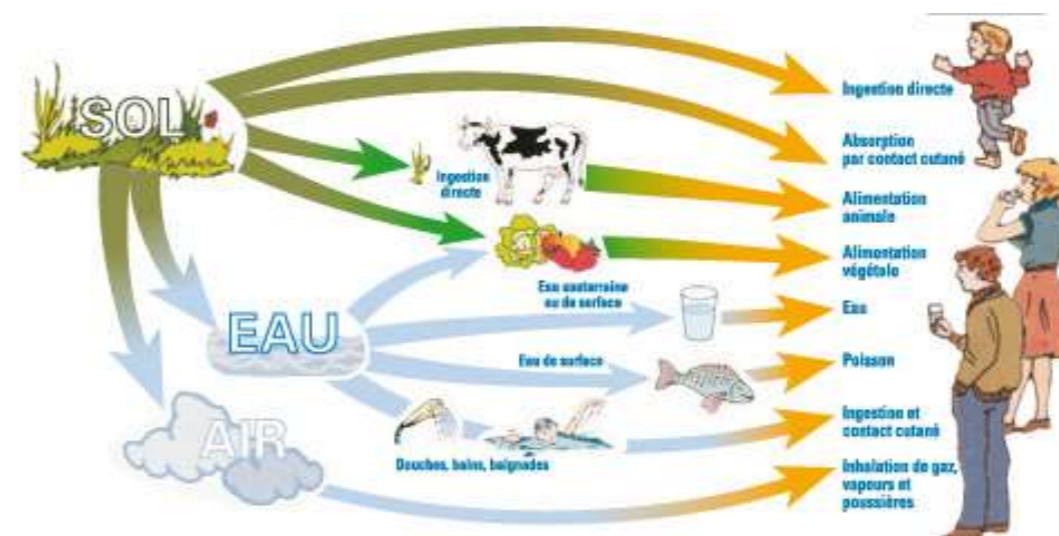 SOL
Ingestion directe
Absorption
par contact cutané
Ingestion
directe
Alimentation
animale
Alimentation
végétale
Eau souterraine
ou de surface
EAU
Eau
Eau de surface
Poisson
AIR
Ingestion et
contact cutané
Douches, bains, baignades
Inhalation de gaz,
vapeurs et
poussières